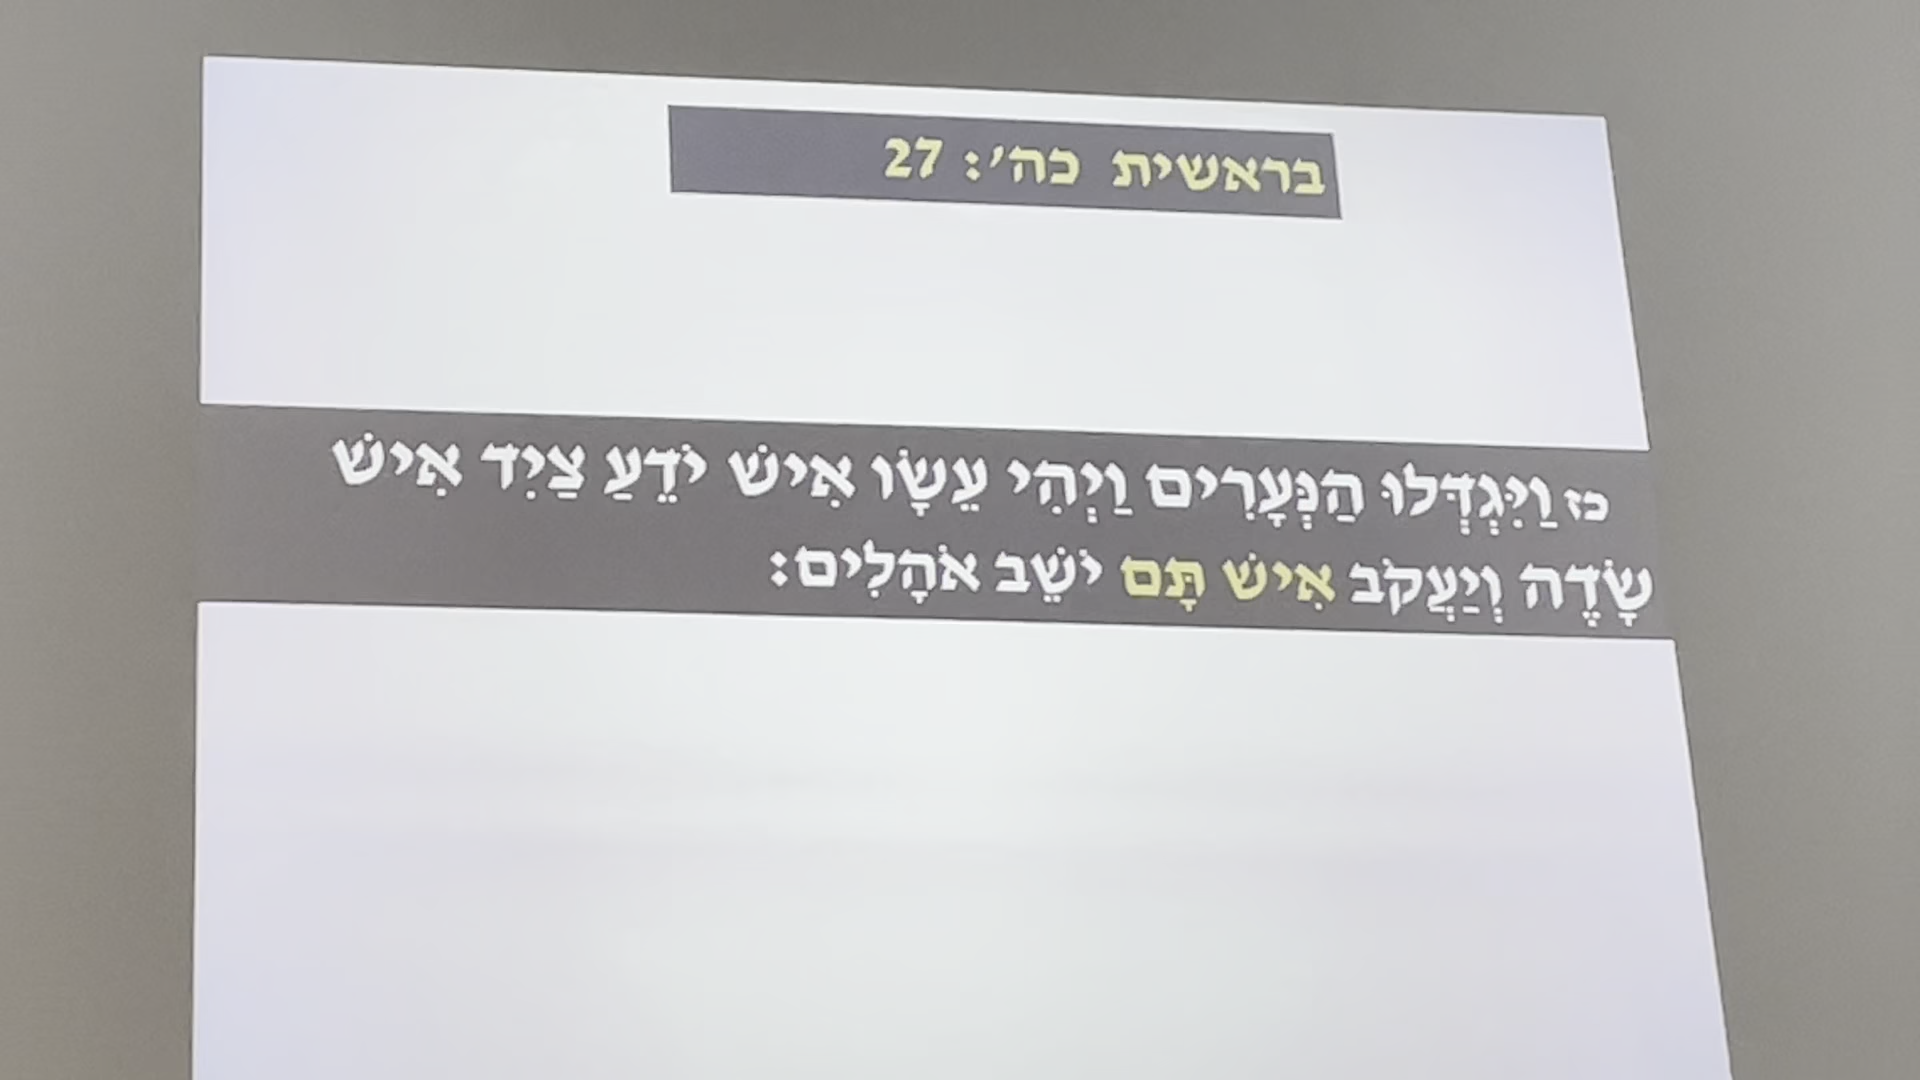 בראשית כה': 27
כז וַיִּגְדְּלוּ הַנְּעָרִים וַיְהִי עֵשָׂו אִישׁ יֹדֵעַ צַיִד אִישׁ
שָׂדֶה וְיַעֲקֹב אִישׁ תָּם יֹשֵׁב אֹהָלִים: